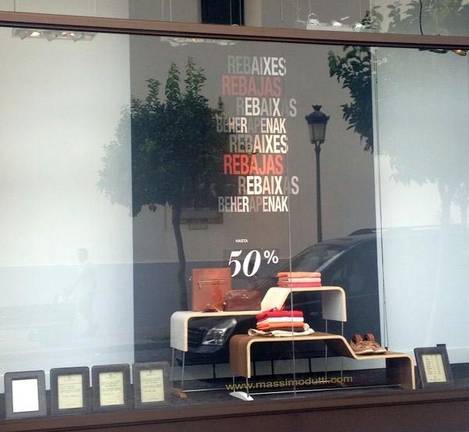 REBAIXES
REBAJAS
REBAIXAS
BEHERAPENAK
REBAIXES
REBAJAS
REBAIXAS
BEHERAPENAK
HASTA
50%
www.massimodutti.com